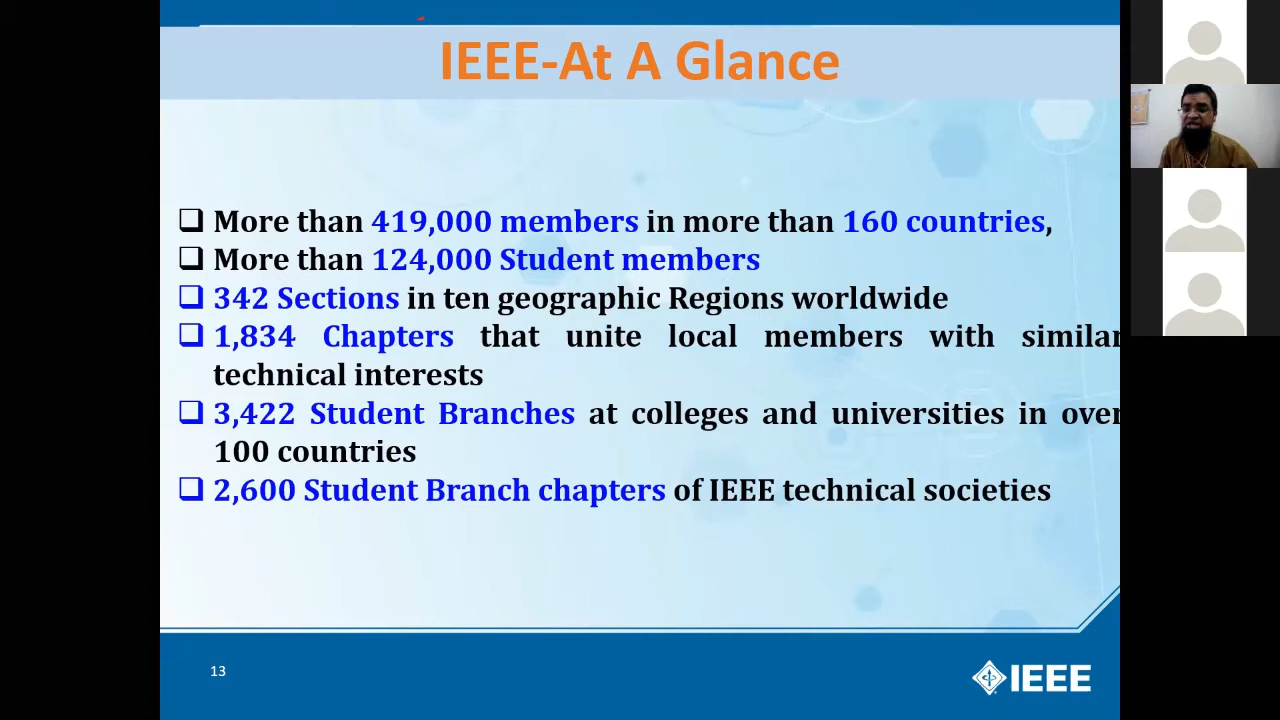 IEEE-At A Glance
More than 419,000 members in more than 160 countries,
More than 124,000 Student members
342 Sections in ten geographic Regions worldwide
1,834 Chapters that unite local members with similar
technical interests
3,422 Student Branches at colleges and universities in over
100 countries
2,600 Student Branch chapters of IEEE technical societies
13
IEEE